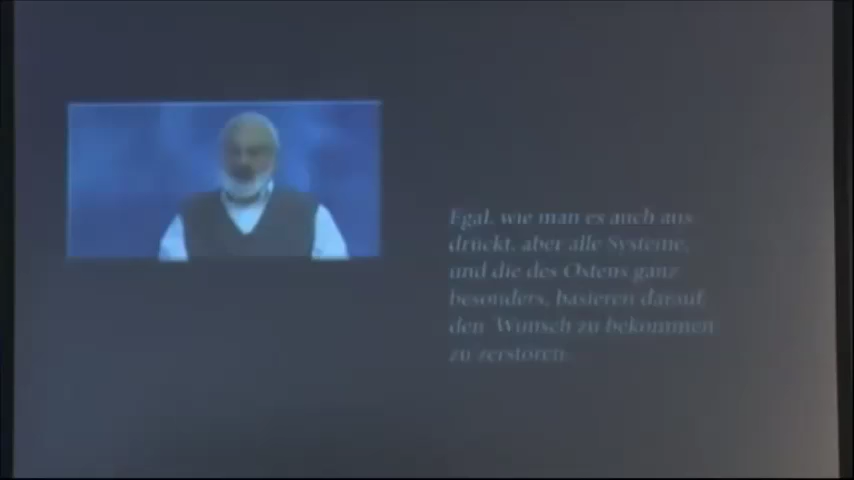 Egal, wie man es auch aus
drückt, aber alle Systeme,
und die des Ostens ganz
besonders, basieren darauf,
den Wunsch zu bekommen
zu zerstören.